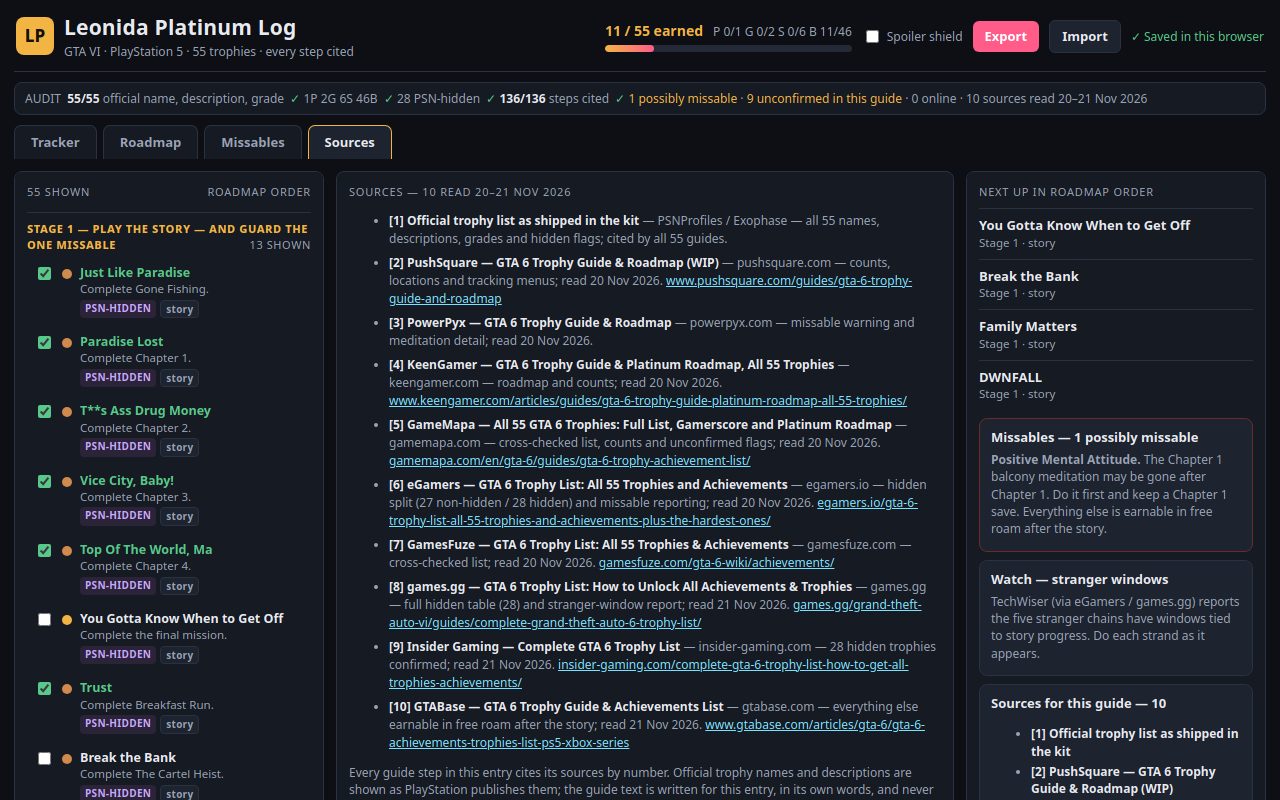 LP
Leonida Platinum Log
GTA VI · PlayStation 5 · 55 trophies · every step cited
11 / 55 earned P 0/1 G 0/2 S 0/6 B 11/46
Spoiler shield
Export
Import
✓ Saved in this browser
AUDIT 55/55 official name, description, grade ✓ 1P 2G 6S 46B ✓ 28 PSN-hidden ✓ 136/136 steps cited ✓ 1 possibly missable · 9 unconfirmed in this guide · 0 online · 10 sources read 20–21 Nov 2026
Tracker
Roadmap
Missables
Sources
55 SHOWN
ROADMAP ORDER
STAGE 1 — PLAY THE STORY — AND GUARD THE
ONE MISSABLE
13 SHOWN
Just Like Paradise
Complete Gone Fishing.
PSN-HIDDEN story
Paradise Lost
Complete Chapter 1.
PSN-HIDDEN story
T**s Ass Drug Money
Complete Chapter 2.
PSN-HIDDEN story
Vice City, Baby!
Complete Chapter 3.
PSN-HIDDEN story
Top Of The World, Ma
Complete Chapter 4.
PSN-HIDDEN story
You Gotta Know When to Get Off
Complete the final mission.
PSN-HIDDEN story
Trust
Complete Breakfast Run.
PSN-HIDDEN story
Break the Bank
Complete The Cartel Heist.
PSN-HIDDEN story
SOURCES — 10 READ 20–21 NOV 2026
[1] Official trophy list as shipped in the kit — PSNProfiles / Exophase — all 55 names,
descriptions, grades and hidden flags; cited by all 55 guides.
[2] PushSquare — GTA 6 Trophy Guide & Roadmap (WIP) — pushsquare.com — counts,
locations and tracking menus; read 20 Nov 2026. www.pushsquare.com/guides/gta-6-trophy-
guide-and-roadmap
[3] PowerPyx — GTA 6 Trophy Guide & Roadmap — powerpyx.com — missable warning and
meditation detail; read 20 Nov 2026.
[4] KeenGamer — GTA 6 Trophy Guide & Platinum Roadmap, All 55 Trophies —
keengamer.com — roadmap and counts; read 20 Nov 2026.
www.keengamer.com/articles/guides/gta-6-trophy-guide-platinum-roadmap-all-55-trophies/
[5] GameMapa — All 55 GTA 6 Trophies: Full List, Gamerscore and Platinum Roadmap —
gamemapa.com — cross-checked list, counts and unconfirmed flags; read 20 Nov 2026.
gamemapa.com/en/gta-6/guides/gta-6-trophy-achievement-list/
[6] eGamers — GTA 6 Trophy List: All 55 Trophies and Achievements — egamers.io — hidden
split (27 non-hidden / 28 hidden) and missable reporting; read 20 Nov 2026. egamers.io/gta-6-
trophy-list-all-55-trophies-and-achievements-plus-the-hardest-ones/
[7] GamesFuze — GTA 6 Trophy List: All 55 Trophies & Achievements — gamesfuze.com —
cross-checked list; read 20 Nov 2026. gamesfuze.com/gta-6-wiki/achievements/
[8] games.gg — GTA 6 Trophy List: How to Unlock All Achievements & Trophies — games.gg
— full hidden table (28) and stranger-window report; read 21 Nov 2026. games.gg/grand-theft-
auto-vi/guides/complete-grand-theft-auto-6-trophy-list/
[9] Insider Gaming — Complete GTA 6 Trophy List — insider-gaming.com — 28 hidden trophies
confirmed; read 21 Nov 2026. insider-gaming.com/complete-gta-6-trophy-list-how-to-get-all-
trophies-achievements/
[10] GTABase — GTA 6 Trophy Guide & Achievements List — gtabase.com — everything else
earnable in free roam after the story; read 21 Nov 2026. www.gtabase.com/articles/gta-6/gta-6-
achievements-trophies-list-ps5-xbox-series
Every guide step in this entry cites its sources by number. Official trophy names and descriptions are
shown as PlayStation publishes them; the guide text is written for this entry, in its own words, and never
NEXT UP IN ROADMAP ORDER
You Gotta Know When to Get Off
Stage 1 · story
Break the Bank
Stage 1 · story
Family Matters
Stage 1 · story
DWNFALL
Stage 1 · story
Missables — 1 possibly missable
Positive Mental Attitude. The Chapter 1
balcony meditation may be gone after
Chapter 1. Do it first and keep a Chapter 1
save. Everything else is earnable in free
roam after the story.
Watch — stranger windows
TechWiser (via eGamers / games.gg) reports
the five stranger chains have windows tied
to story progress. Do each strand as it
appears.
Sources for this guide — 10
[1] Official trophy list as shipped in
the kit
[2] PushSquare — GTA 6 Trophy
Guide & Roadmap (WIP)